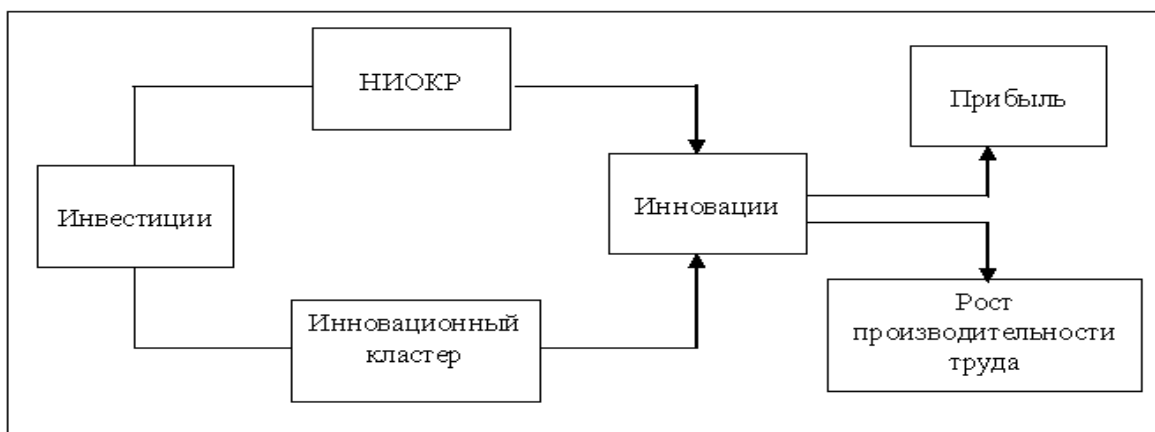 НИОКР
Прибыль
Инвестиции
Инновации
Инновационный
кластер
Рост
производительности
труда